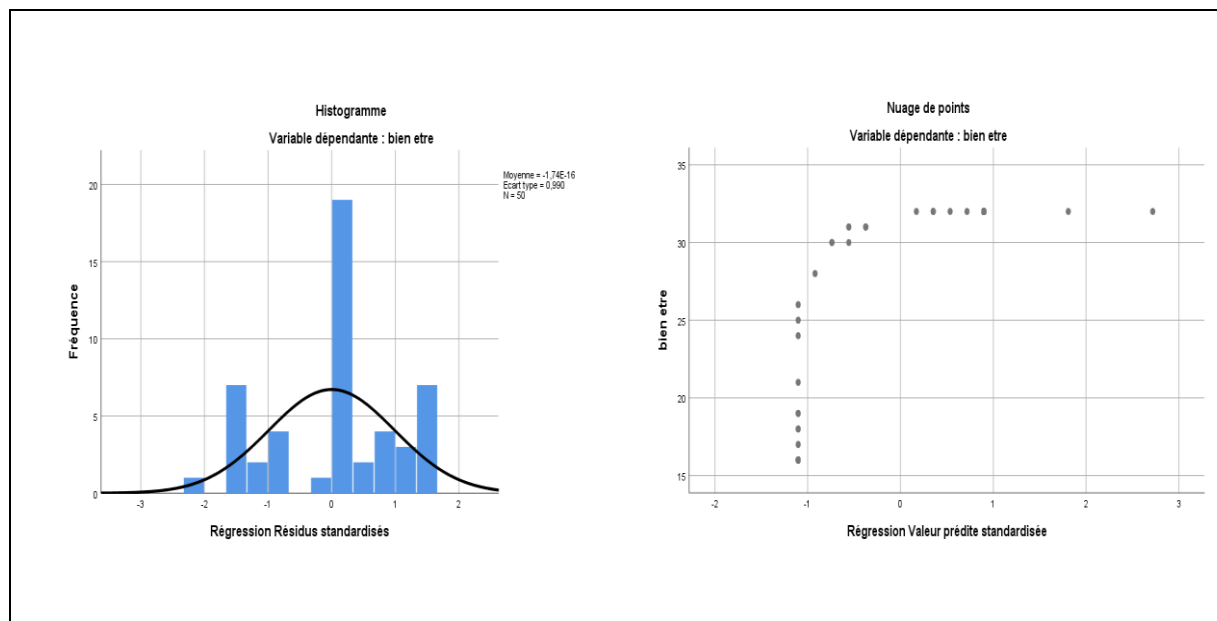 Histogramme
Variable dépendante : bien etre
Moyenne = -1,74E-16
Ecart type = 0,990
N = 50
Fréquence
20
15
10
5
0
-3 -2 -1 0 1 2
Régression Résidus standardisés
Nuage de points
Variable dépendante : bien etre
bien etre
35
30
25
20
15
-2 -1 0 1 2 3
Régression Valeur prédite standardisée